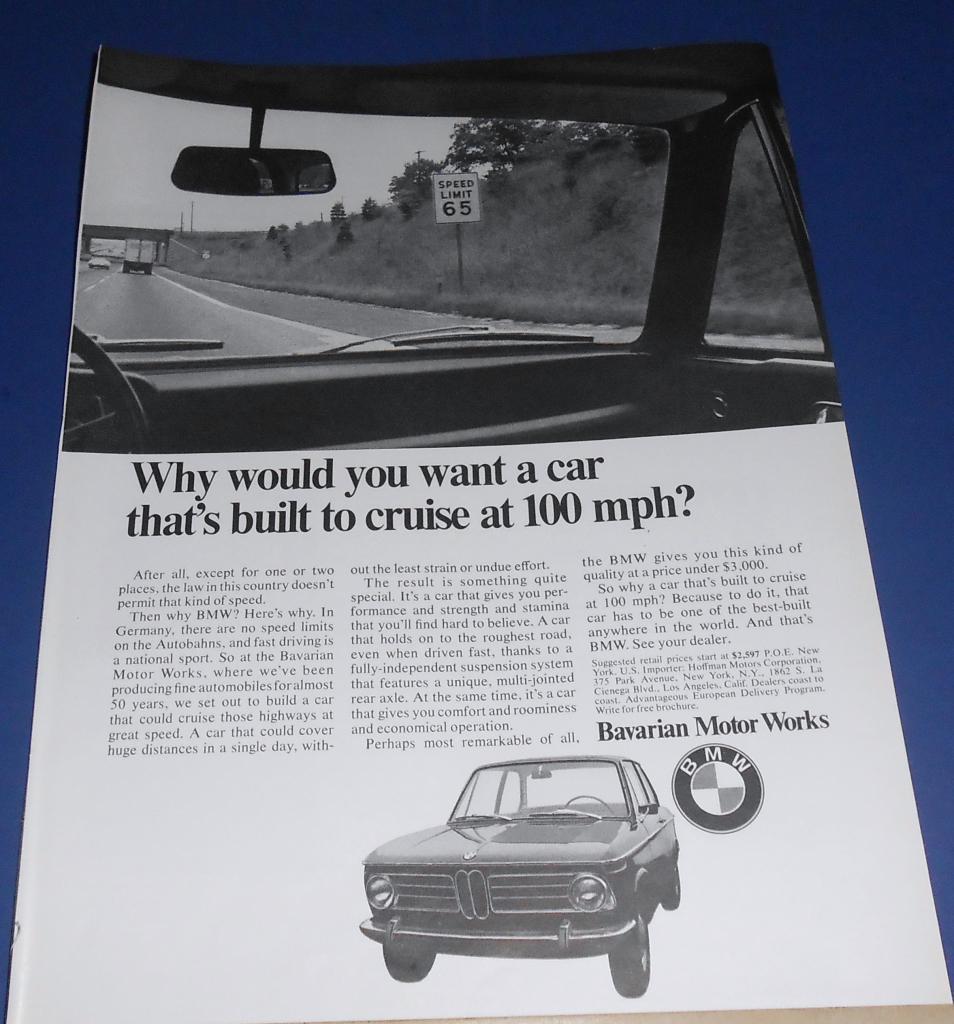 SPEED
LIMIT
65
Why would you want a car
that's built to cruise at 100 mph?
After all, except for one or two
places, the law in this country doesn't
permit that kind of speed.
Then why BMW? Here's why. In
Germany, there are no speed limits
on the Autobahns, and fast driving is
a national sport. So at the Bavarian
Motor Works, where we've been
producing fine automobiles for almost
50 years, we set out to build a car
that could cruise those highways at
great speed. A car that could cover
huge distances in a single day, with-
out the least strain or undue effort.
The result is something quite
special. It's a car that gives you per-
formance and strength and stamina
that you'll find hard to believe. A car
that holds on to the roughest road,
even when driven fast, thanks to a
fully-independent suspension system
that features a unique, multi-jointed
rear axle. At the same time, it's a car
that gives you comfort and roominess
and economical operation.
Perhaps most remarkable of all,
the BMW gives you this kind of
quality at a price under $3,000.
So why a car that's built to cruise
at 100 mph? Because to do it, that
car has to be one of the best-built
anywhere in the world. And that's
BMW. See your dealer.
Suggested retail prices start at $2,597 P.O.E. New
York. U.S. Importer: Hoffman Motors Corporation,
375 Park Avenue, New York, N.Y., 1862 S. La
Cienega Blvd., Los Angeles, Calif. Dealers coast to
coast. Advantageous European Delivery Program.
Write for free brochure.
Bavarian Motor Works
BMW